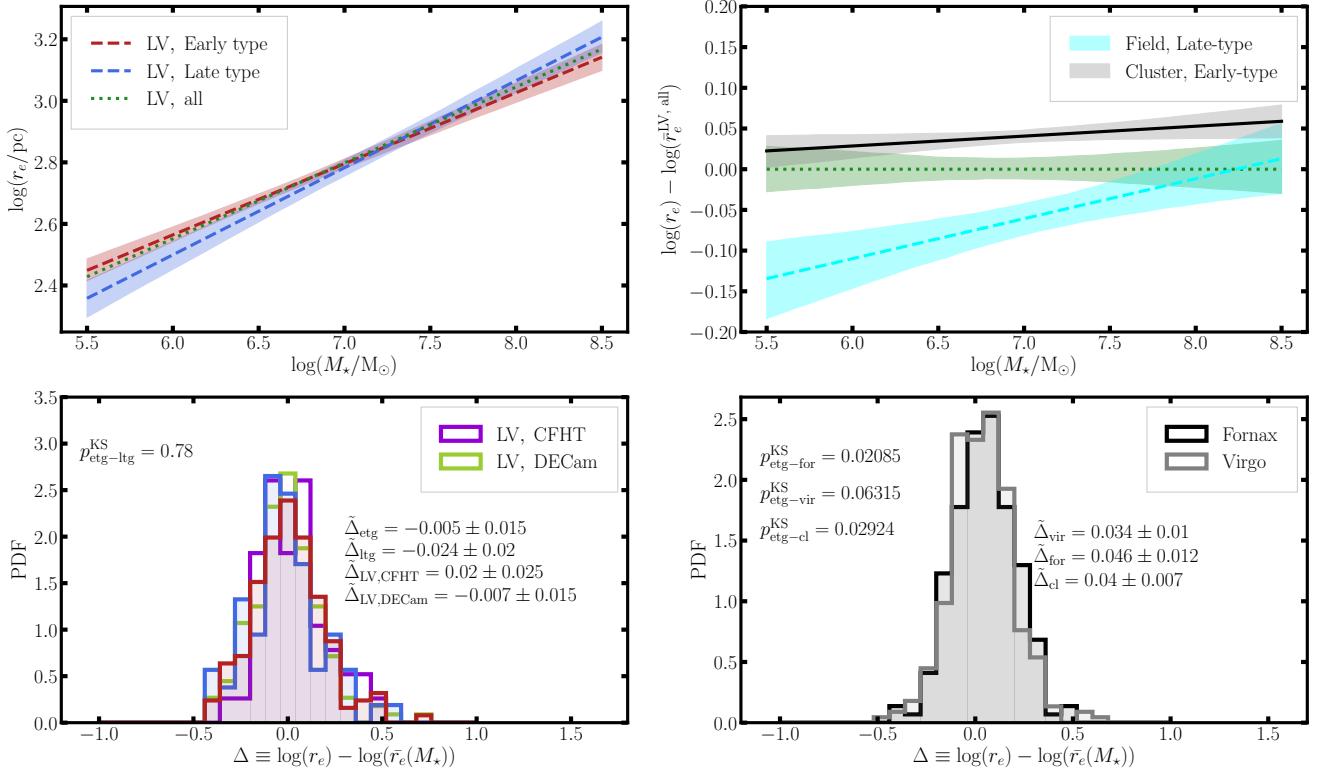 3.2
3.0
2.8
2.6
2.4
log(r_e/pc)
LV, Early type
LV, Late type
LV, all
5.5 6.0 6.5 7.0 7.5 8.0 8.5
log(M⋆/M⊙)
0.20
0.15
0.10
0.05
0.00
−0.05
−0.10
−0.15
−0.20
log(r_e) − log(r̄_e^{LV, all})
Field, Late-type
Cluster, Early-type
5.5 6.0 6.5 7.0 7.5 8.0 8.5
log(M⋆/M⊙)
3.5
3.0
2.5
2.0
1.5
1.0
0.5
0.0
PDF
p^{KS}_{etg−ltg} = 0.78
LV, CFHT
LV, DECam
Δ̃_{etg} = −0.005 ± 0.015
Δ̃_{ltg} = −0.024 ± 0.02
Δ̃_{LV,CFHT} = 0.02 ± 0.025
Δ̃_{LV,DECam} = −0.007 ± 0.015
−1.0 −0.5 0.0 0.5 1.0 1.5
Δ ≡ log(r_e) − log(r̄_e(M⋆))
2.5
2.0
1.5
1.0
0.5
0.0
PDF
p^{KS}_{etg−for} = 0.02085
p^{KS}_{etg−vir} = 0.06315
p^{KS}_{etg−cl} = 0.02924
Fornax
Virgo
Δ̃_{vir} = 0.034 ± 0.01
Δ̃_{for} = 0.046 ± 0.012
Δ̃_{cl} = 0.04 ± 0.007
−1.0 −0.5 0.0 0.5 1.0 1.5
Δ ≡ log(r_e) − log(r̄_e(M⋆))